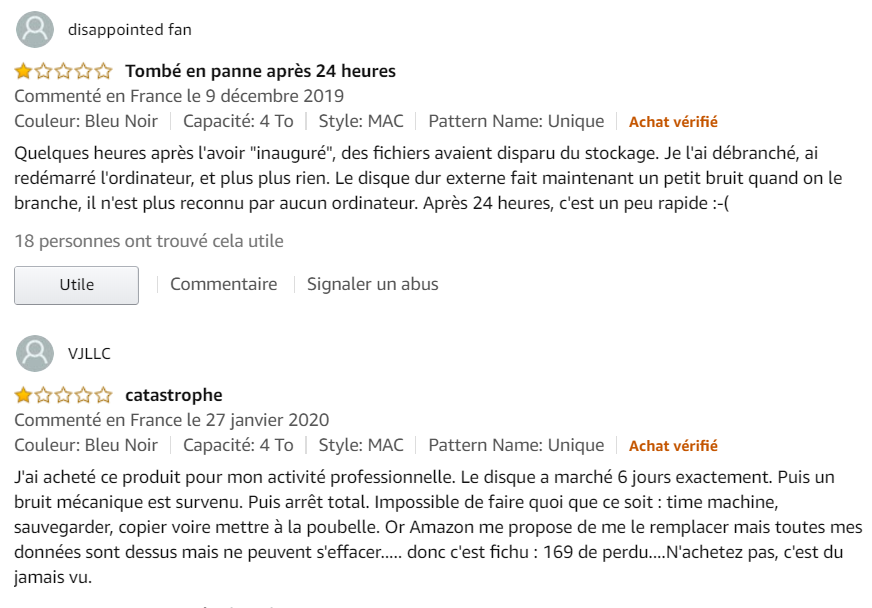 disappointed fan
Tombé en panne après 24 heures
Commenté en France le 9 décembre 2019
Couleur: Bleu Noir | Capacité: 4 To | Style: MAC | Pattern Name: Unique | Achat vérifié
Quelques heures après l'avoir "inauguré", des fichiers avaient disparu du stockage. Je l'ai débranché, ai
redémarré l'ordinateur, et plus plus rien. Le disque dur externe fait maintenant un petit bruit quand on le
branche, il n'est plus reconnu par aucun ordinateur. Après 24 heures, c'est un peu rapide :-(
18 personnes ont trouvé cela utile
Utile | Commentaire | Signaler un abus
VJLLC
catastrophe
Commenté en France le 27 janvier 2020
Couleur: Bleu Noir | Capacité: 4 To | Style: MAC | Pattern Name: Unique | Achat vérifié
J'ai acheté ce produit pour mon activité professionnelle. Le disque a marché 6 jours exactement. Puis un
bruit mécanique est survenu. Puis arrêt total. Impossible de faire quoi que ce soit : time machine,
sauvegarder, copier voire mettre à la poubelle. Or Amazon me propose de me le remplacer mais toutes mes
données sont dessus mais ne peuvent s'effacer..... donc c'est fichu : 169 de perdu....N'achetez pas, c'est du
jamais vu.